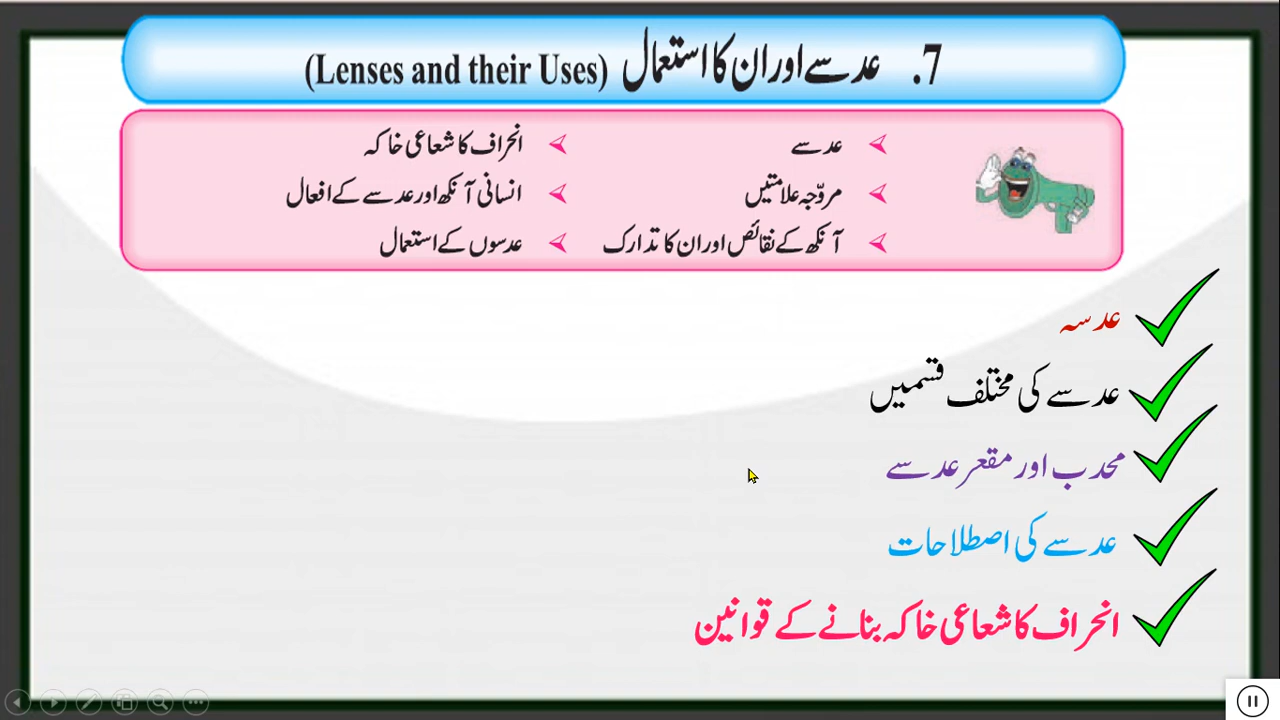 7. عدسے اور ان کا استعمال (Lenses and their Uses)
عدسے
انحراف کا شعاعی خاکہ
مروّجہ علامتیں
انسانی آنکھ اور عدسے کے افعال
آنکھ کے نقائص اور ان کا تدارک
عدسوں کے استعمال
عدسہ
عدسے کی مختلف قسمیں
محدب اور مقعر عدسے
عدسے کی اصطلاحات
انحراف کا شعاعی خاکہ بنانے کے قوانین